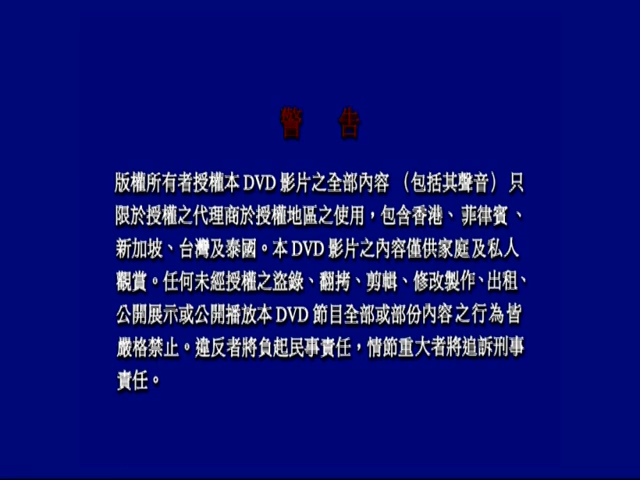 警 告
版權所有者授權本 DVD 影片之全部內容 （包括其聲音） 只
限於授權之代理商於授權地區之使用，包含香港、菲律賓、
新加坡、台灣及泰國。本 DVD 影片之內容僅供家庭及私人
觀賞。任何未經授權之盜錄、翻拷、剪輯、修改製作、出租、
公開展示或公開播放本 DVD 節目全部或部份內容之行為皆
嚴格禁止。違反者將負起民事責任，情節重大者將追訴刑事
責任。